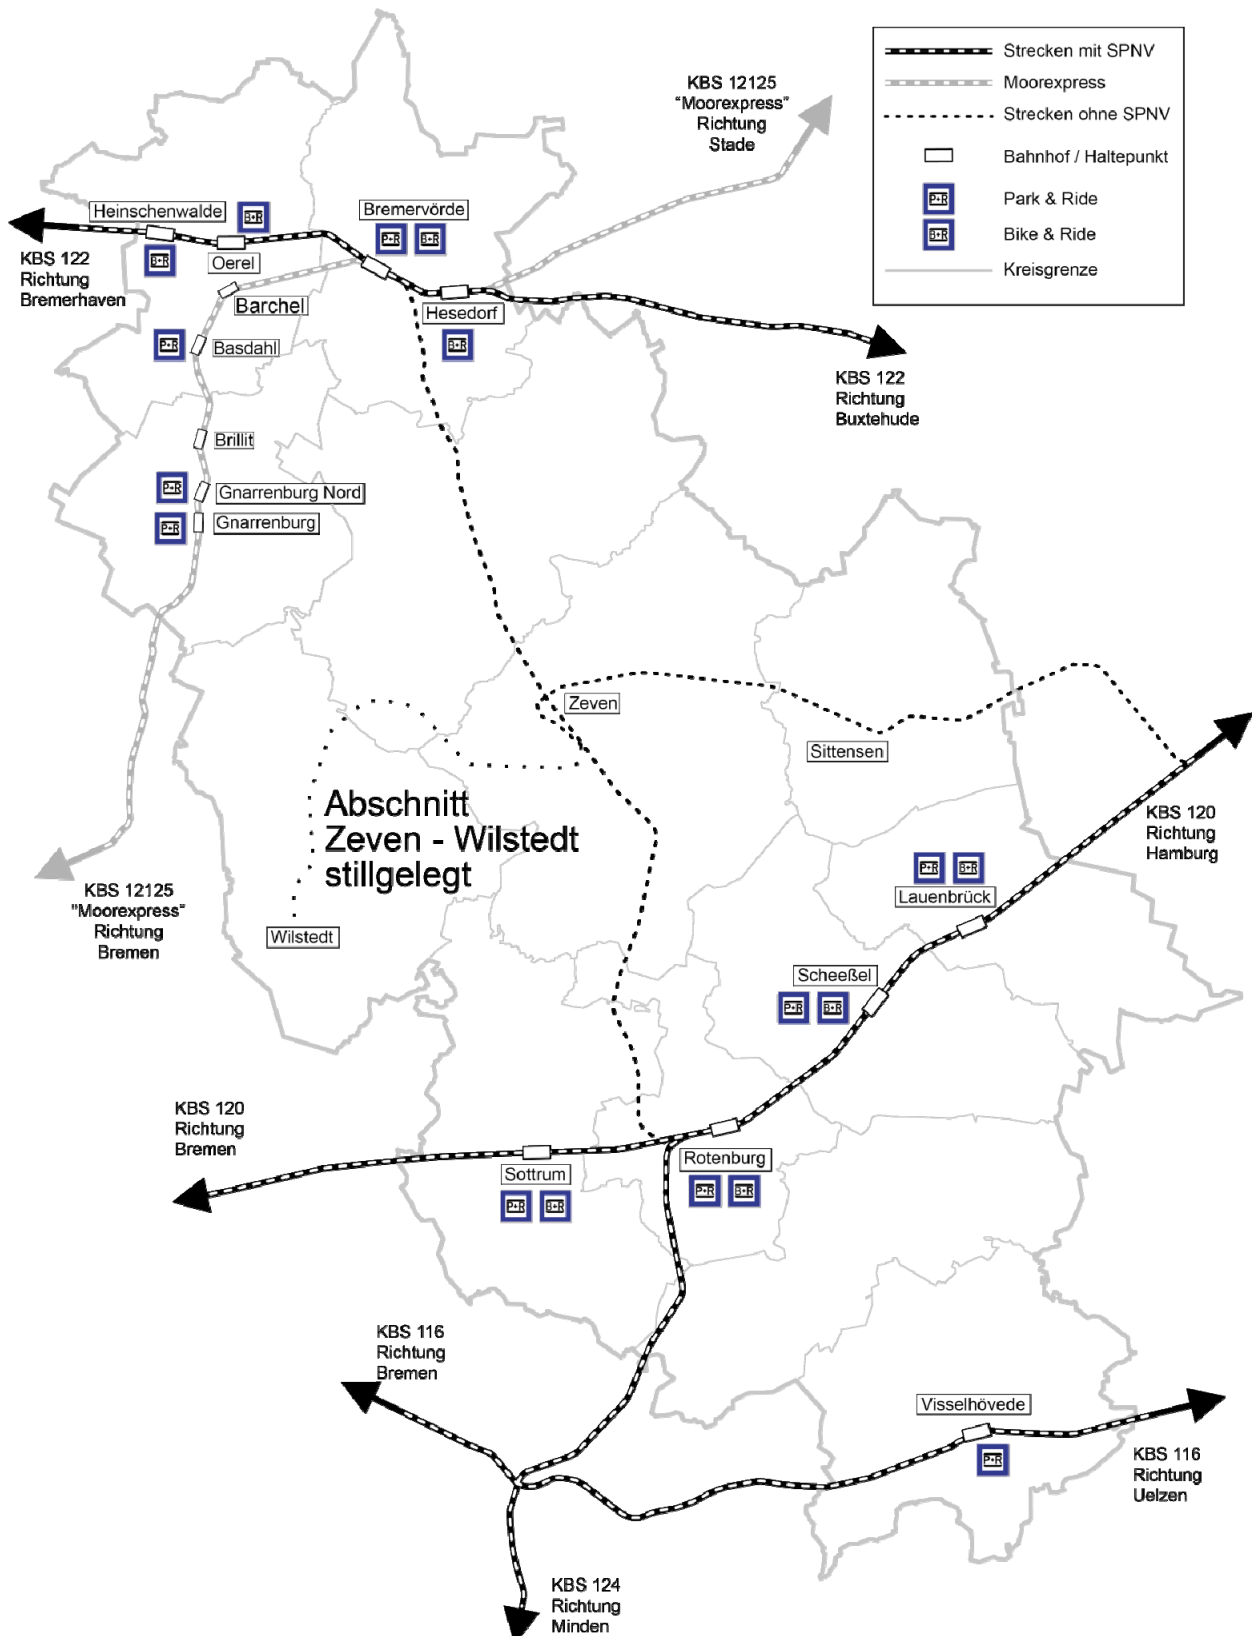 KBS 12125
"Moorexpress"
Richtung
Stade
Strecken mit SPNV
Moorexpress
Strecken ohne SPNV
Bahnhof / Haltepunkt
P+R
Park & Ride
B+R
Bike & Ride
Kreisgrenze
Heinschenwalde
B+R
Bremervörde
P+R
B+R
B+R
Oerel
KBS 122
Richtung
Bremerhaven
Barchel
Hesedorf
B+R
P+R
Basdahl
KBS 122
Richtung
Buxtehude
Brillit
P+R
Gnarrenburg Nord
P+R
Gnarrenburg
Zeven
Sittensen
Abschnitt
Zeven - Wilstedt
stillgelegt
KBS 120
Richtung
Hamburg
KBS 12125
"Moorexpress"
Richtung
Bremen
Wilstedt
P+R
B+R
Lauenbrück
Scheeßel
P+R
B+R
KBS 120
Richtung
Bremen
Sottrum
P+R
B+R
Rotenburg
P+R
B+R
KBS 116
Richtung
Bremen
Visselhövede
P+R
KBS 116
Richtung
Uelzen
KBS 124
Richtung
Minden